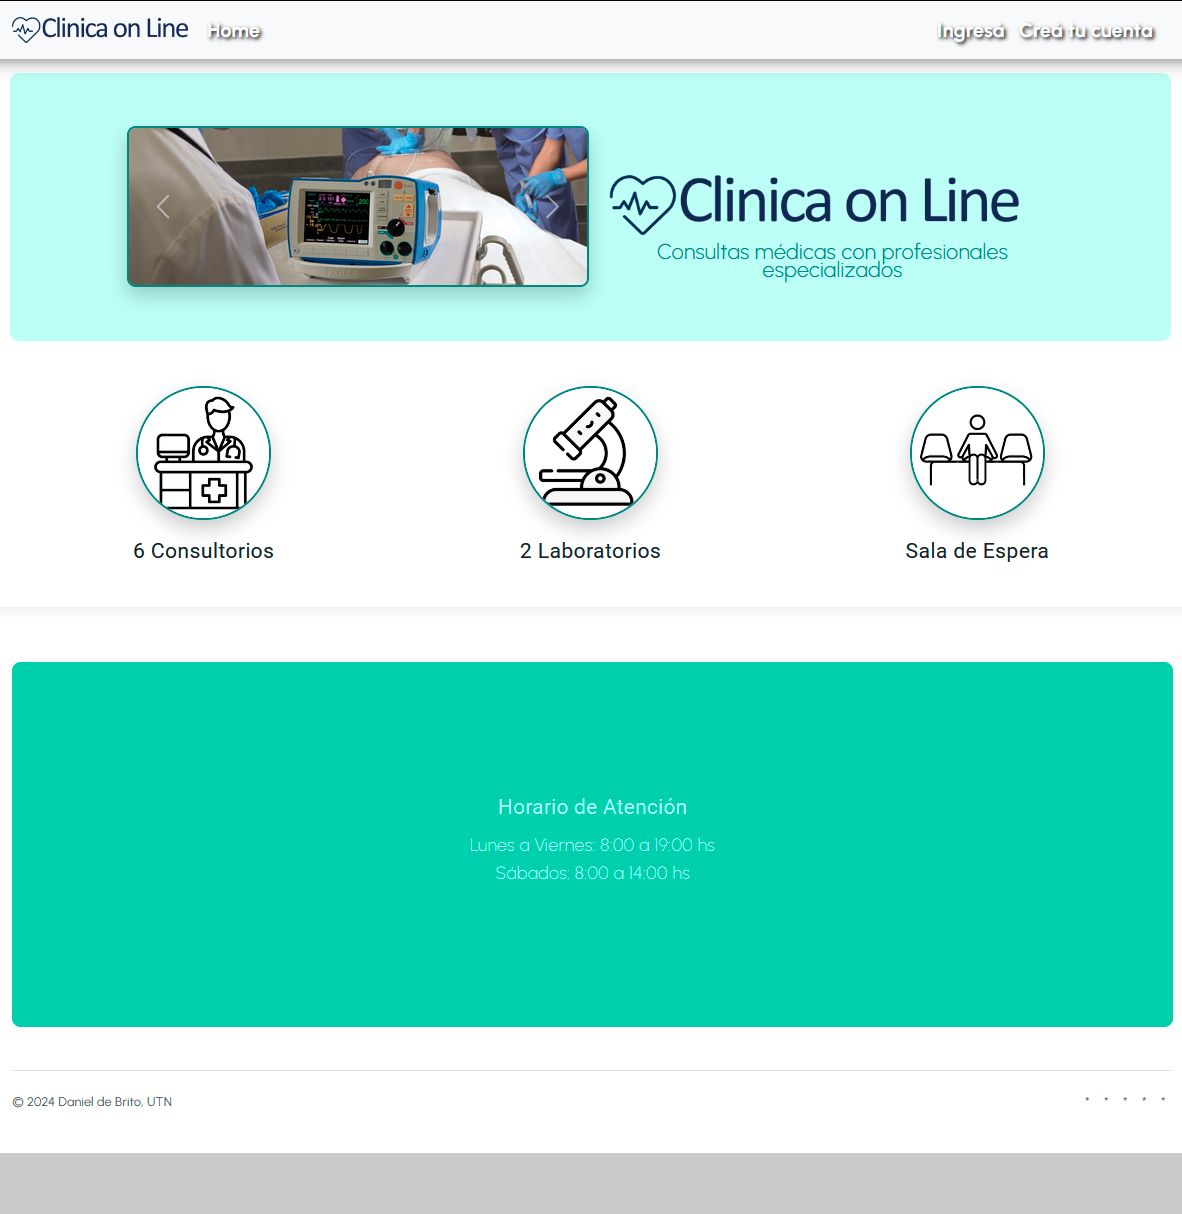 Clinica on Line Home Ingresá Creá tu cuenta
Clinica on Line
Consultas médicas con profesionales
especializados
6 Consultorios
2 Laboratorios
Sala de Espera
Horario de Atención
Lunes a Viernes: 8:00 a 19:00 hs
Sábados: 8:00 a 14:00 hs
© 2024 Daniel de Brito, UTN * * * * *